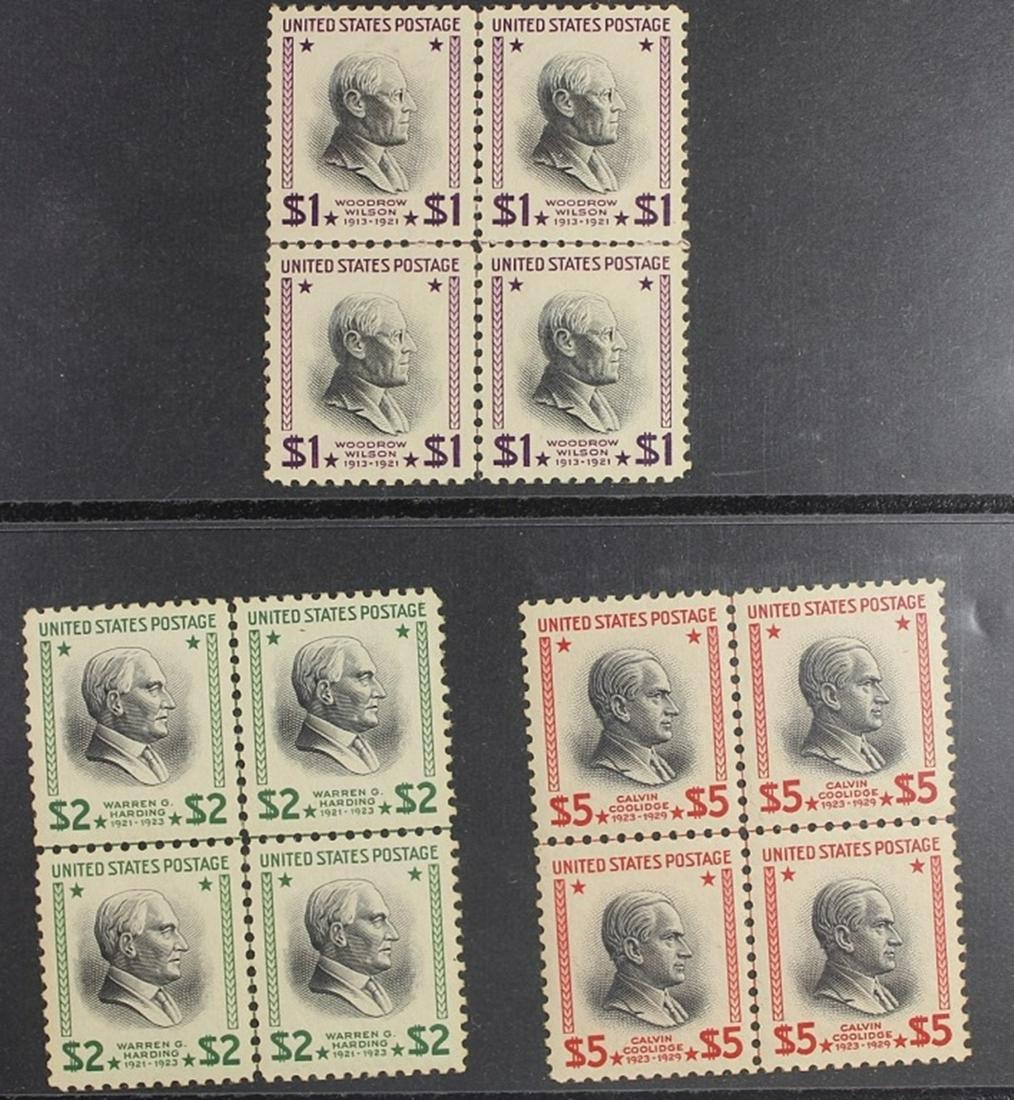 UNITED STATES POSTAGE UNITED STATES POSTAGE
$1 WOODROW WILSON 1913-1921 $1 $1 WOODROW WILSON 1913-1921 $1
UNITED STATES POSTAGE UNITED STATES POSTAGE
$1 WOODROW WILSON 1913-1921 $1 $1 WOODROW WILSON 1913-1921 $1
UNITED STATES POSTAGE UNITED STATES POSTAGE
$2 WARREN G. HARDING 1921-1923 $2 $2 WARREN G. HARDING 1921-1923 $2
UNITED STATES POSTAGE UNITED STATES POSTAGE
$2 WARREN G. HARDING 1921-1923 $2 $2 WARREN G. HARDING 1921-1923 $2
UNITED STATES POSTAGE UNITED STATES POSTAGE
$5 CALVIN COOLIDGE 1923-1929 $5 $5 CALVIN COOLIDGE 1923-1929 $5
UNITED STATES POSTAGE UNITED STATES POSTAGE
$5 CALVIN COOLIDGE 1923-1929 $5 $5 CALVIN COOLIDGE 1923-1929 $5